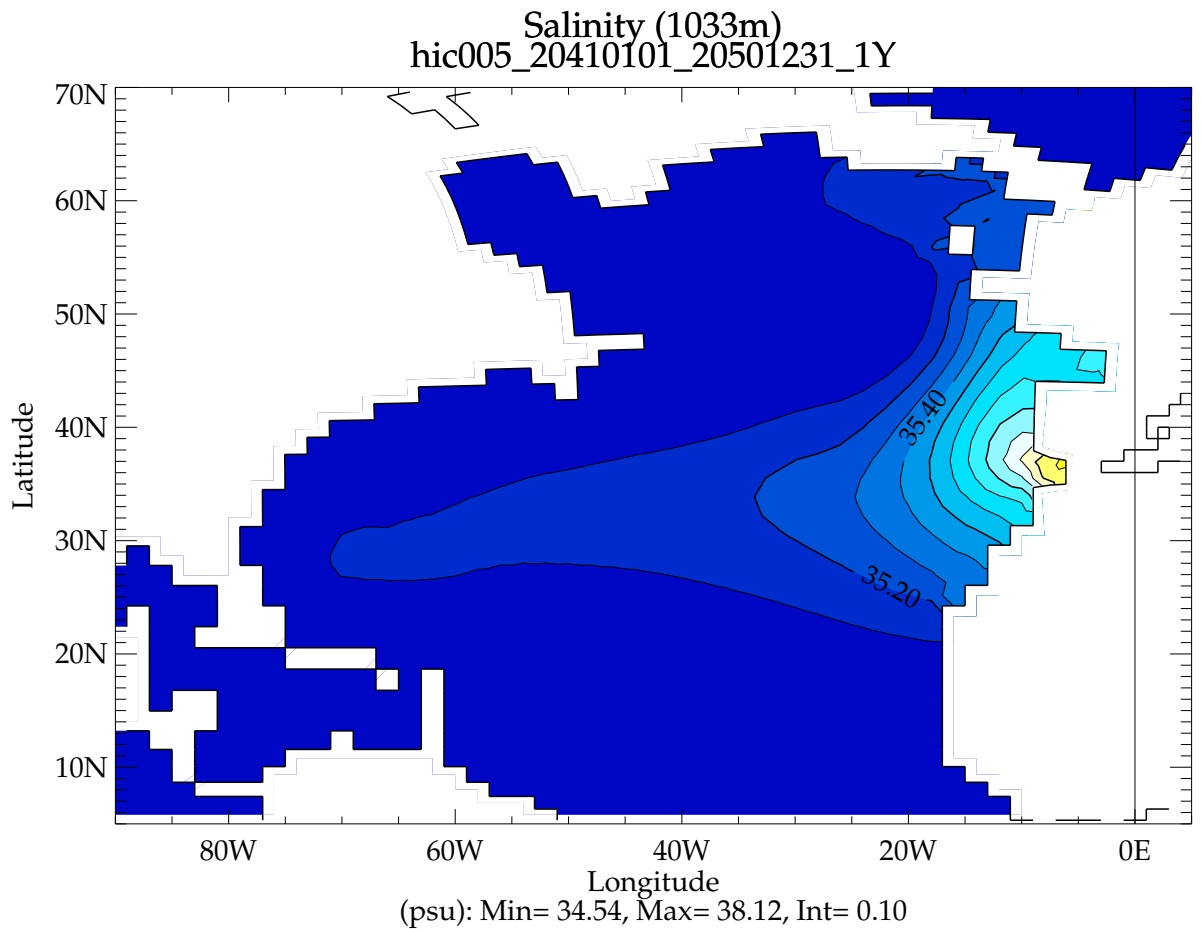 Salinity (1033m)
hic005_20410101_20501231_1Y
70N
60N
50N
40N
30N
20N
10N
Latitude
35.40
35.20
80W
60W
40W
20W
0E
Longitude
(psu): Min= 34.54, Max= 38.12, Int= 0.10